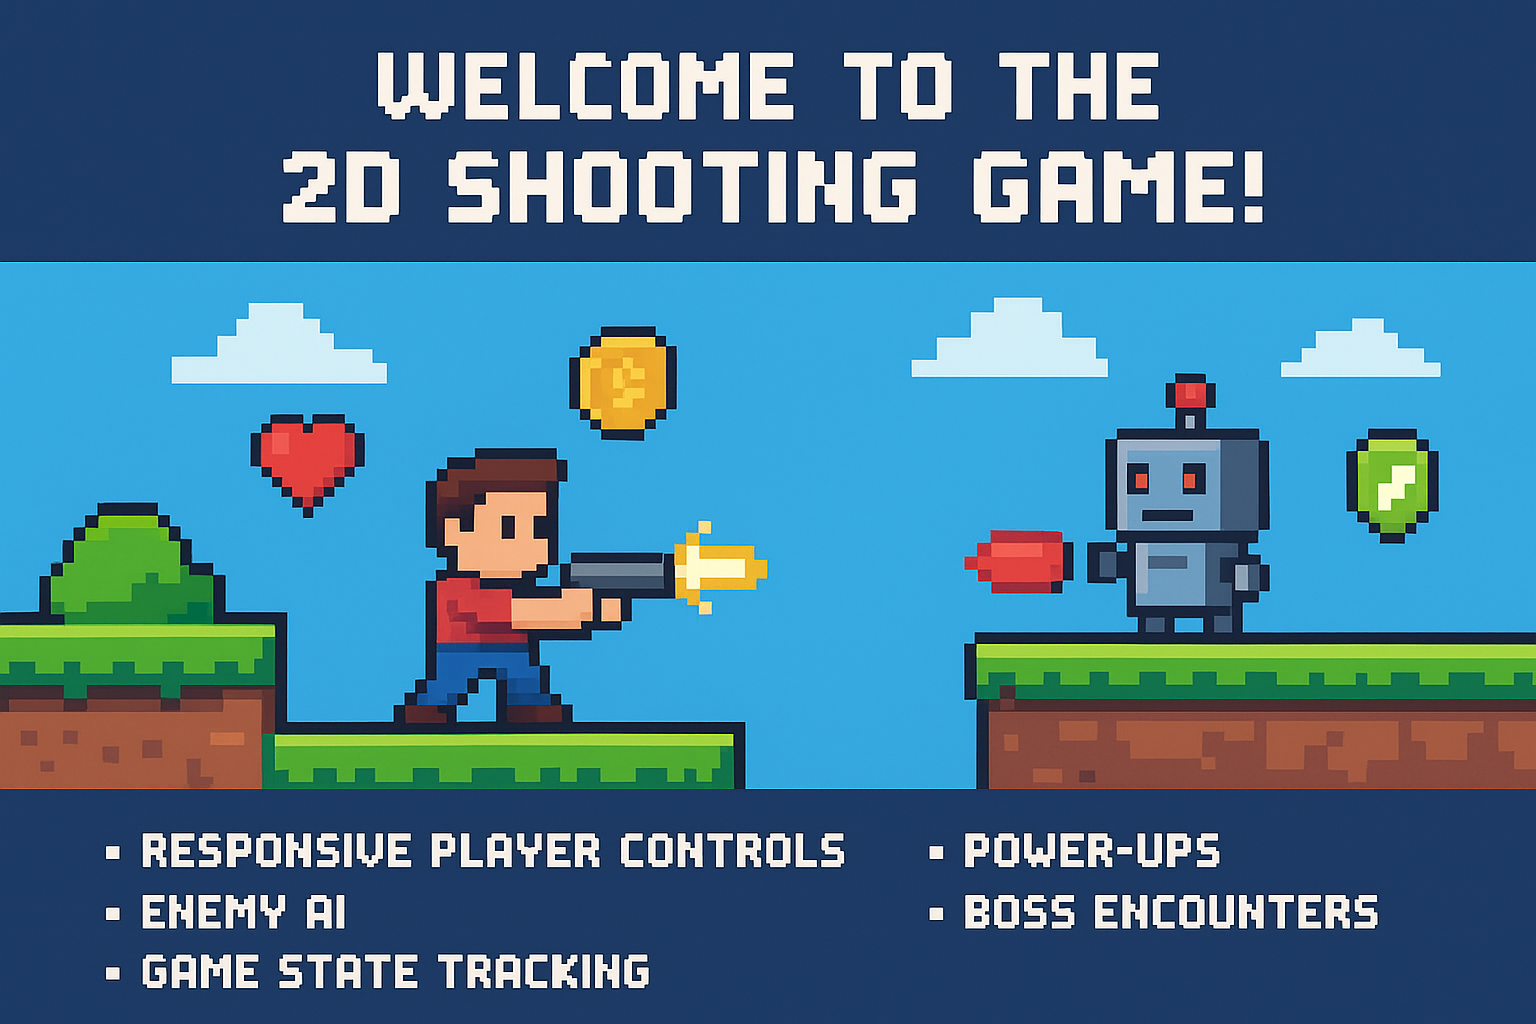 WELCOME TO THE
2D SHOOTING GAME!
$
▪ RESPONSIVE PLAYER CONTROLS
▪ ENEMY AI
▪ GAME STATE TRACKING
▪ POWER-UPS
▪ BOSS ENCOUNTERS